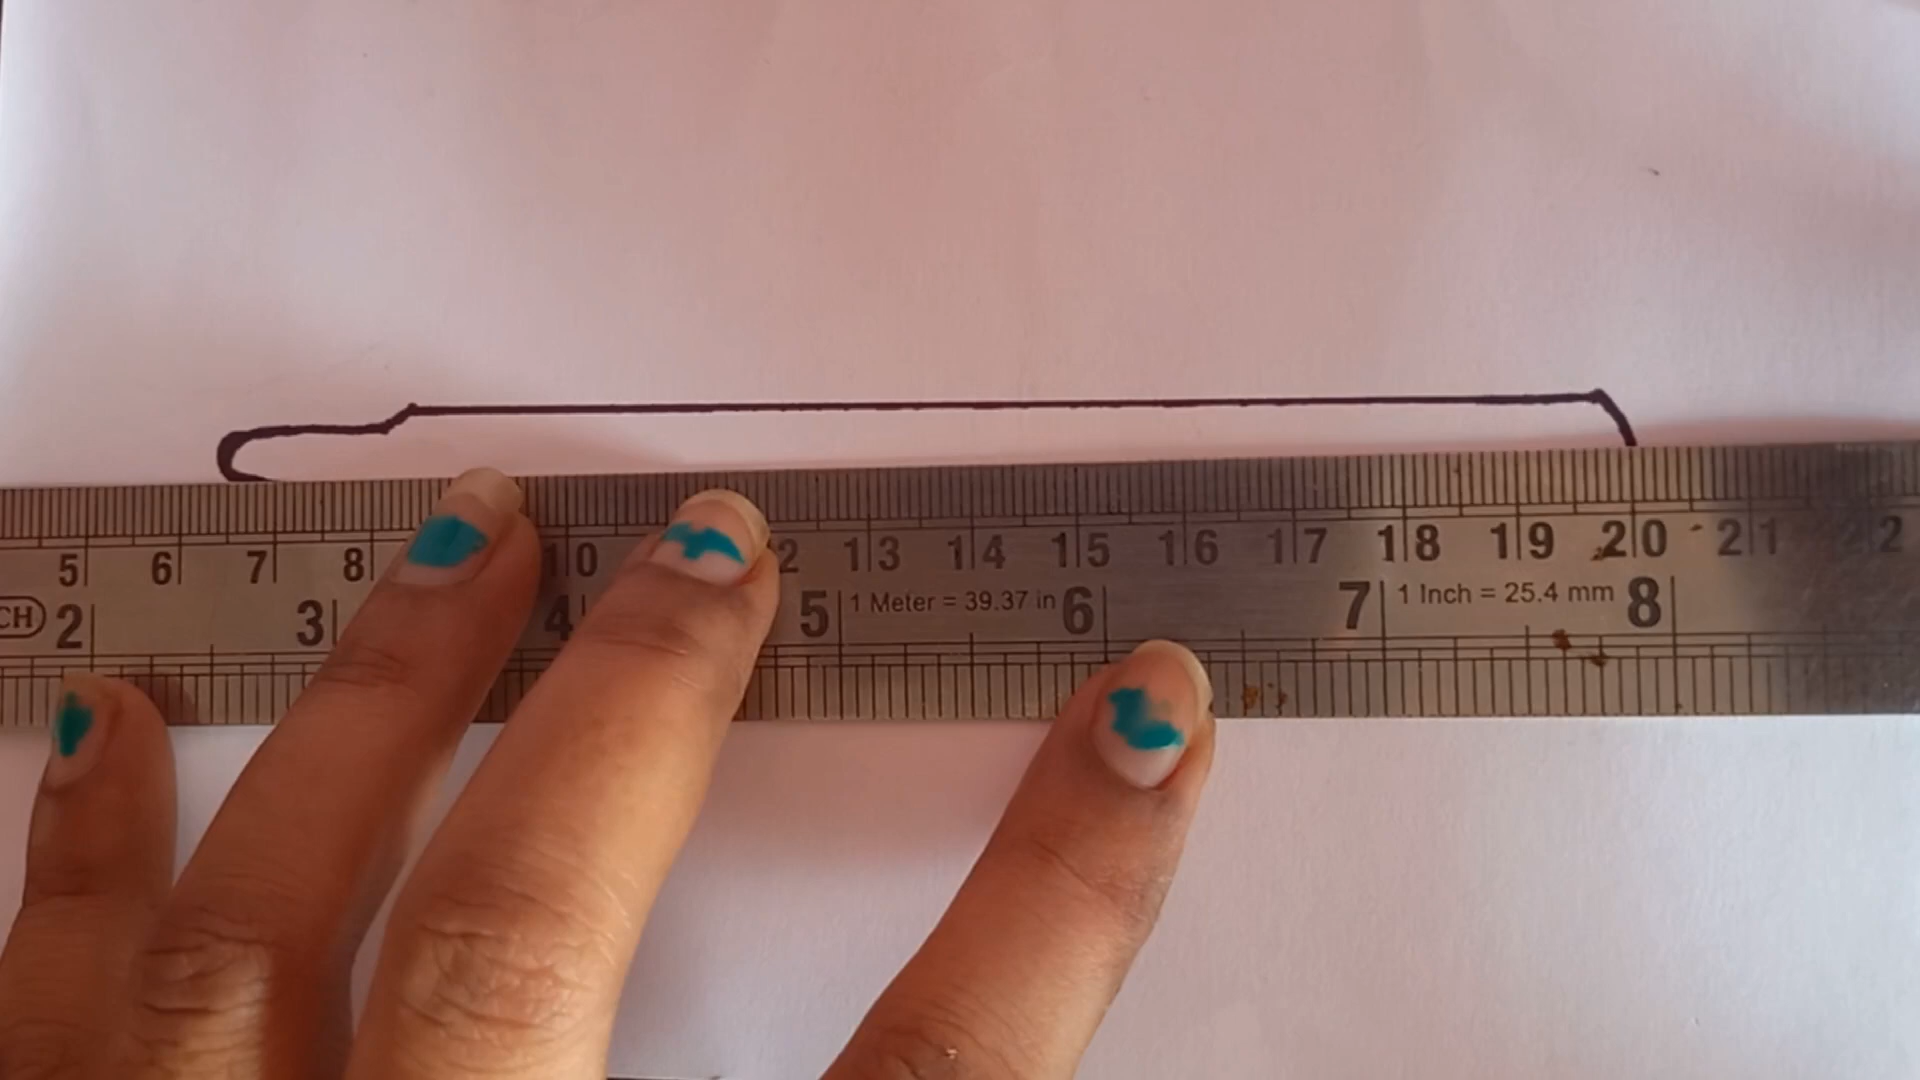 5 6 7 8 10 2 13 14 15 16 17 18 19 20 21 22
CH 2 3 4 5 1 Meter = 39.37 in 6 7 1 Inch = 25.4 mm 8